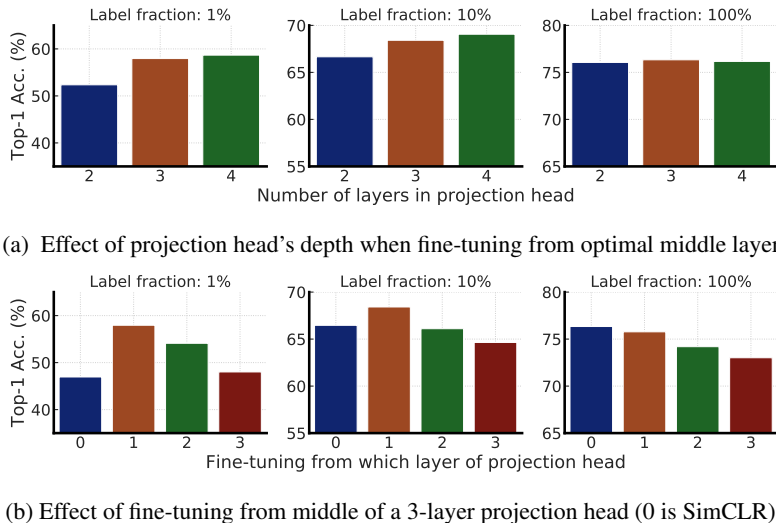 Label fraction: 1% Label fraction: 10% Label fraction: 100%
Top-1 Acc. (%)
60
50
40
2 3 4
70
65
60
55
2 3 4
80
75
70
65
2 3 4
Number of layers in projection head
(a) Effect of projection head's depth when fine-tuning from optimal middle layer
Label fraction: 1% Label fraction: 10% Label fraction: 100%
Top-1 Acc. (%)
60
50
40
0 1 2 3
70
65
60
55
0 1 2 3
80
75
70
65
0 1 2 3
Fine-tuning from which layer of projection head
(b) Effect of fine-tuning from middle of a 3-layer projection head (0 is SimCLR)